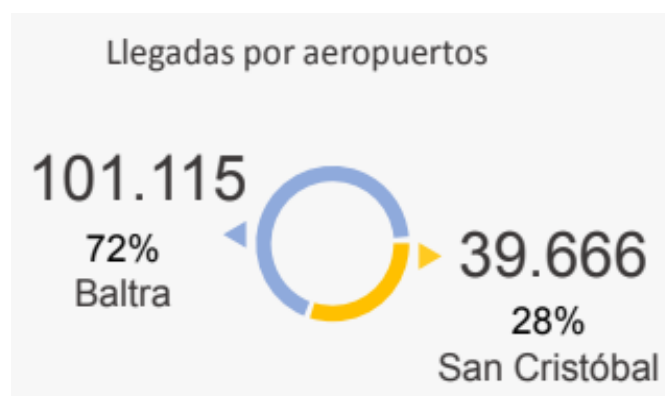 Llegadas por aeropuertos
101.115
72%
Baltra
39.666
28%
San Cristóbal